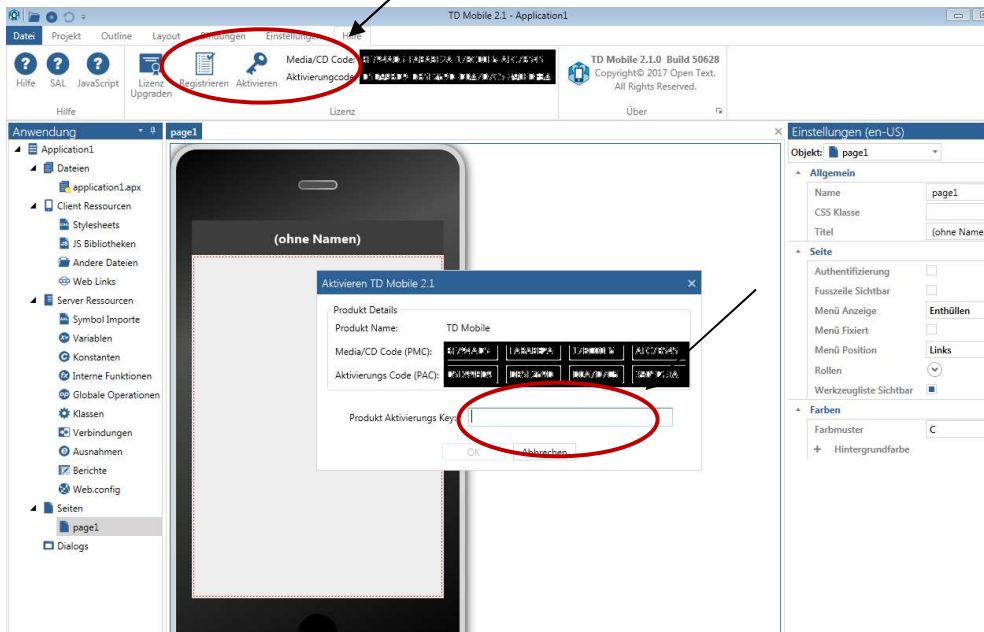 TD Mobile 2.1 - Application1
Datei Projekt Outline Layout Bindungen Einstellungen Hilfe
Hilfe SAL JavaScript
Lizenz Upgraden
Registrieren Aktivieren
Media/CD Code:
Aktivierungcode:
TD Mobile 2.1.0 Build 50628
Copyright© 2017 Open Text.
All Rights Reserved.
Hilfe Lizenz Über
Anwendung
Application1
Dateien
application1.apx
Client Ressourcen
Stylesheets
JS Bibliotheken
Andere Dateien
Web Links
Server Ressourcen
Symbol Importe
Variablen
Konstanten
Interne Funktionen
Globale Operationen
Klassen
Verbindungen
Ausnahmen
Berichte
Web.config
Seiten
page1
Dialogs
page1
(ohne Namen)
Aktivieren TD Mobile 2.1
Produkt Details
Produkt Name: TD Mobile
Media/CD Code (PMC):
Aktivierungs Code (PAC):
Produkt Aktivierungs Key:
OK Abbrechen
Einstellungen (en-US)
Objekt: page1
Allgemein
Name page1
CSS Klasse
Titel (ohne Name
Seite
Authentifizierung
Fusszeile Sichtbar
Menü Anzeige Enthüllen
Menü Fixiert
Menü Position Links
Rollen
Werkzeugliste Sichtbar
Farben
Farbmuster C
+ Hintergrundfarbe